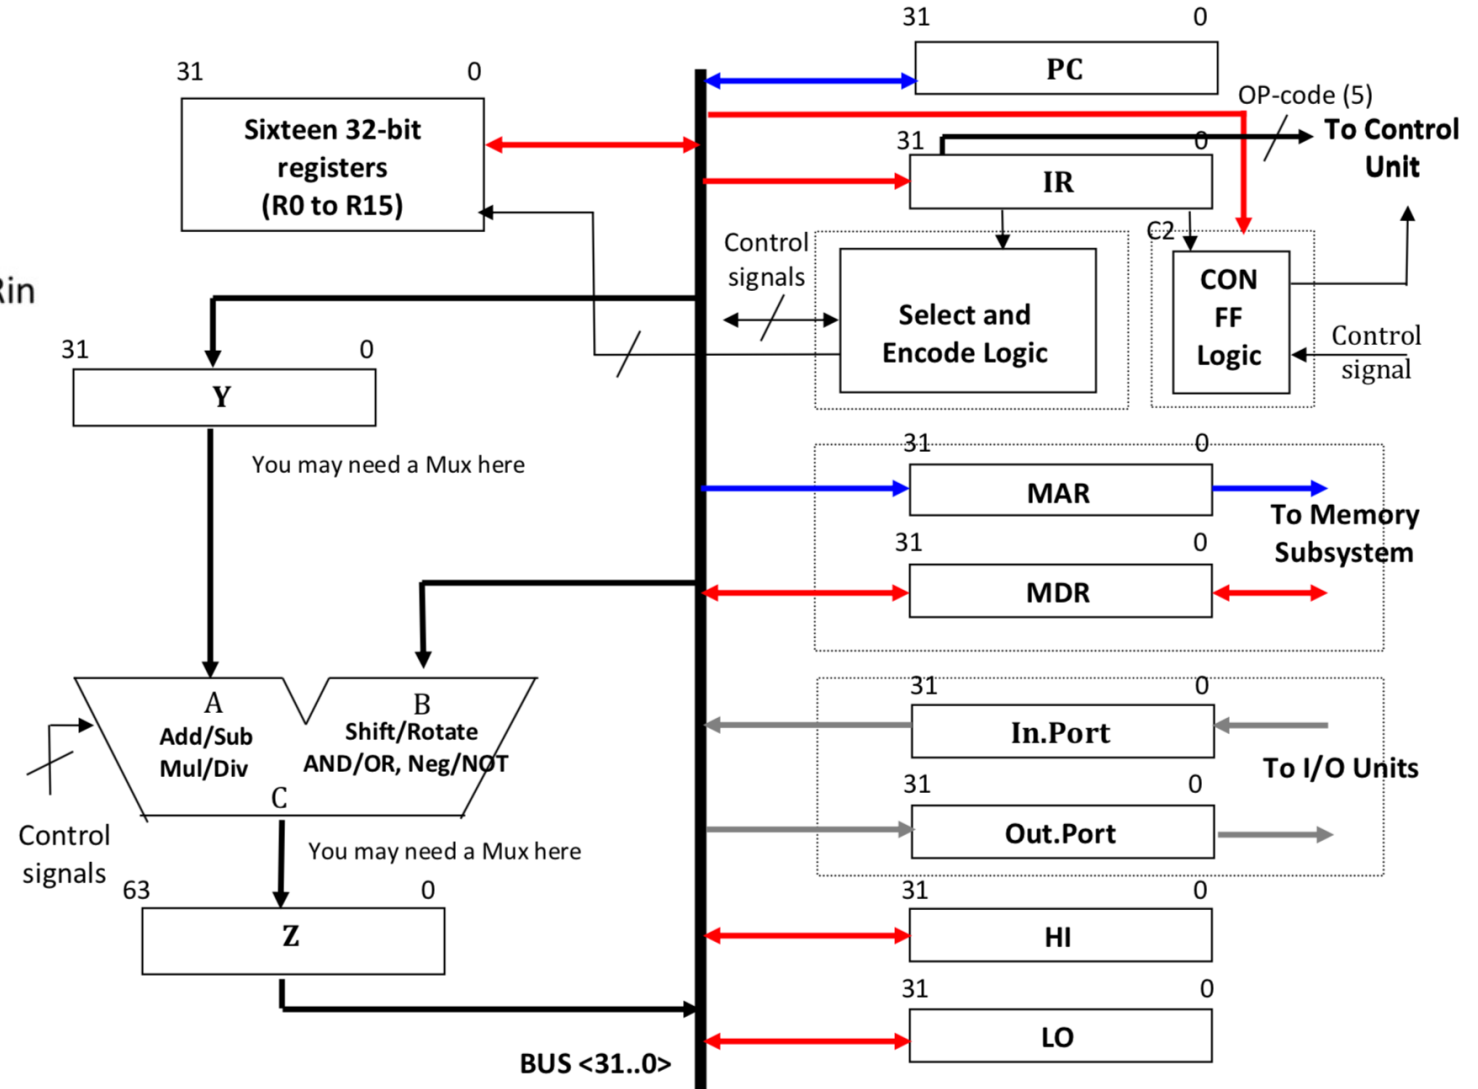 31
0
PC
OP-code (5)
To Control
Unit
31
0
Sixteen 32-bit
registers
(R0 to R15)
31
0
IR
Control
signals
C2
Select and
Encode Logic
CON
FF
Logic
Control
signal
Rin
31
0
Y
You may need a Mux here
31
0
MAR
To Memory
Subsystem
31
0
MDR
A
Add/Sub
Mul/Div
B
Shift/Rotate
AND/OR, Neg/NOT
C
Control
signals
You may need a Mux here
31
0
In.Port
To I/O Units
31
0
Out.Port
63
0
Z
31
0
HI
31
0
LO
BUS <31..0>